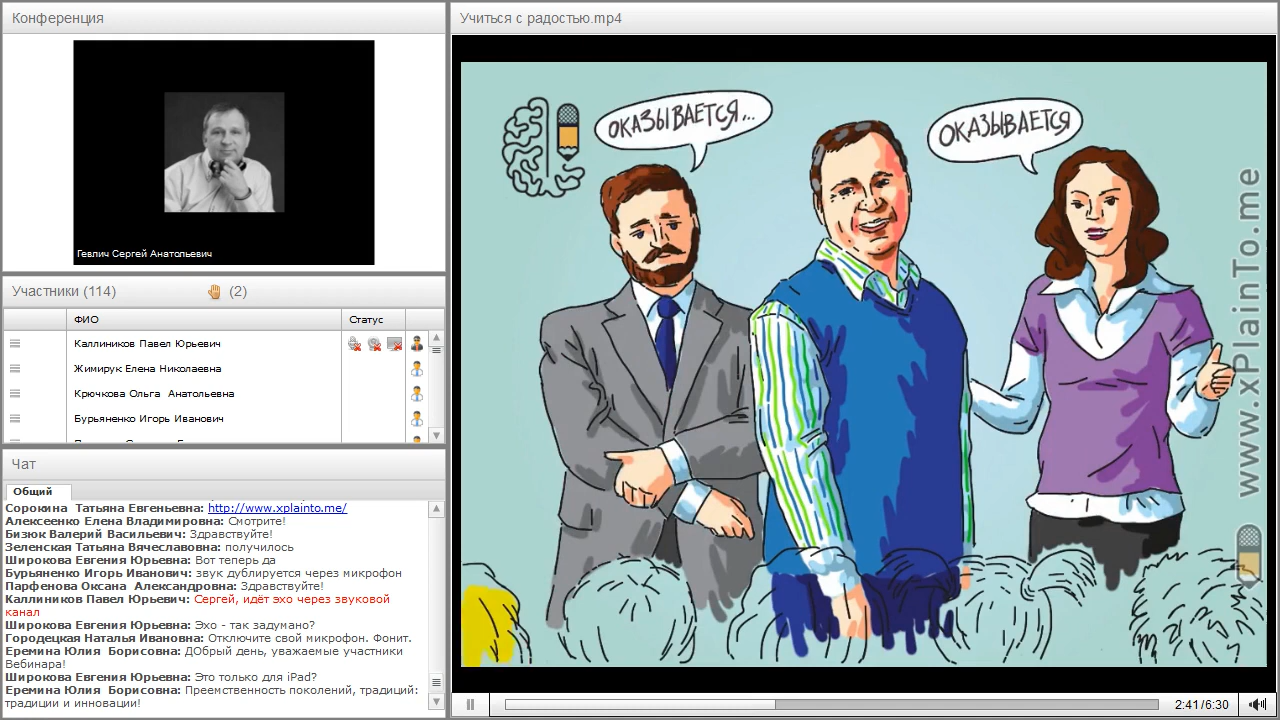 Конференция
Гевлич Сергей Анатольевич
Участники (114)
(2)
ФИО
Статус
Каллиников Павел Юрьевич
Жимирук Елена Николаевна
Крючкова Ольга Анатольевна
Бурьяненко Игорь Иванович
Чат
Общий
Сорокина Татьяна Евгеньевна: http://www.xplainto.me/
Алексеенко Елена Владимировна: Смотрите!
Бизюк Валерий Васильевич: Здравствуйте!
Зеленская Татьяна Вячеславовна: получилось
Широкова Евгения Юрьевна: Вот теперь да
Бурьяненко Игорь Иванович: звук дублируется через микрофон
Парфенова Оксана Александровна: Здравствуйте!
Каллиников Павел Юрьевич: Сергей, идёт эхо через звуковой
канал
Широкова Евгения Юрьевна: Эхо - так задумано?
Городецкая Наталья Ивановна: Отключите свой микрофон. Фонит.
Еремина Юлия Борисовна: ДОбрый день, уважаемые участники
Вебинара!
Широкова Евгения Юрьевна: Это только для iPad?
Еремина Юлия Борисовна: Преемственность поколений, традиций:
традиции и инновации!
Учиться с радостью.mp4
ОКАЗЫВАЕТСЯ...
ОКАЗЫВАЕТСЯ
www.xPlainTo.me
2:41/6:30